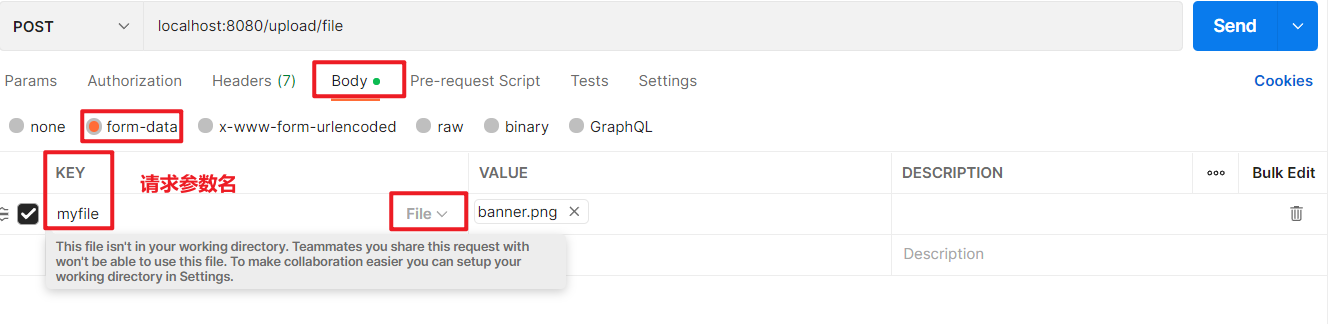 POST localhost:8080/upload/file Send
Params Authorization Headers (7) Body Pre-request Script Tests Settings Cookies
none form-data x-www-form-urlencoded raw binary GraphQL
KEY 请求参数名 VALUE DESCRIPTION Bulk Edit
myfile File banner.png
This file isn't in your working directory. Teammates you share this request with
won't be able to use this file. To make collaboration easier you can setup your
working directory in Settings.
Description